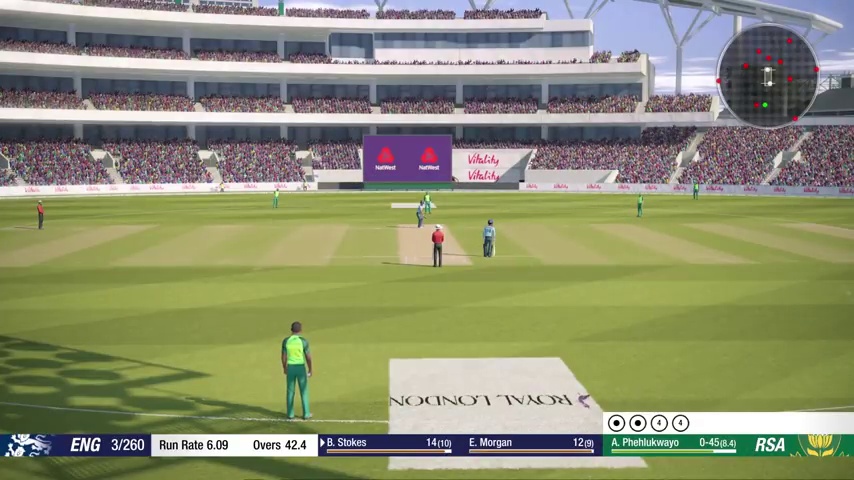 NatWest NatWest
Vitality
Vitality
ROYAL LONDON
ENG 3/260 Run Rate 6.09 Overs 42.4 B. Stokes 14(10) E. Morgan 12(9) A. Phehlukwayo 0-45(8.4) RSA
4 4